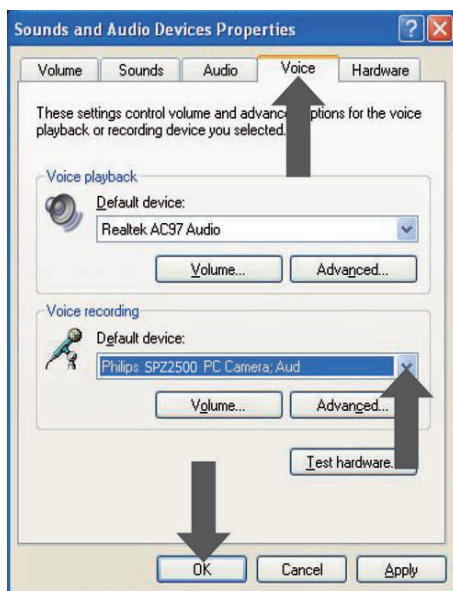 Sounds and Audio Devices Properties
Volume Sounds Audio Voice Hardware
These settings control volume and advanced options for the voice
playback or recording device you selected.
Voice playback
Default device:
Realtek AC97 Audio
Volume... Advanced...
Voice recording
Default device:
Philips SPZ2500 PC Camera; Aud
Volume... Advanced...
Test hardware...
OK Cancel Apply